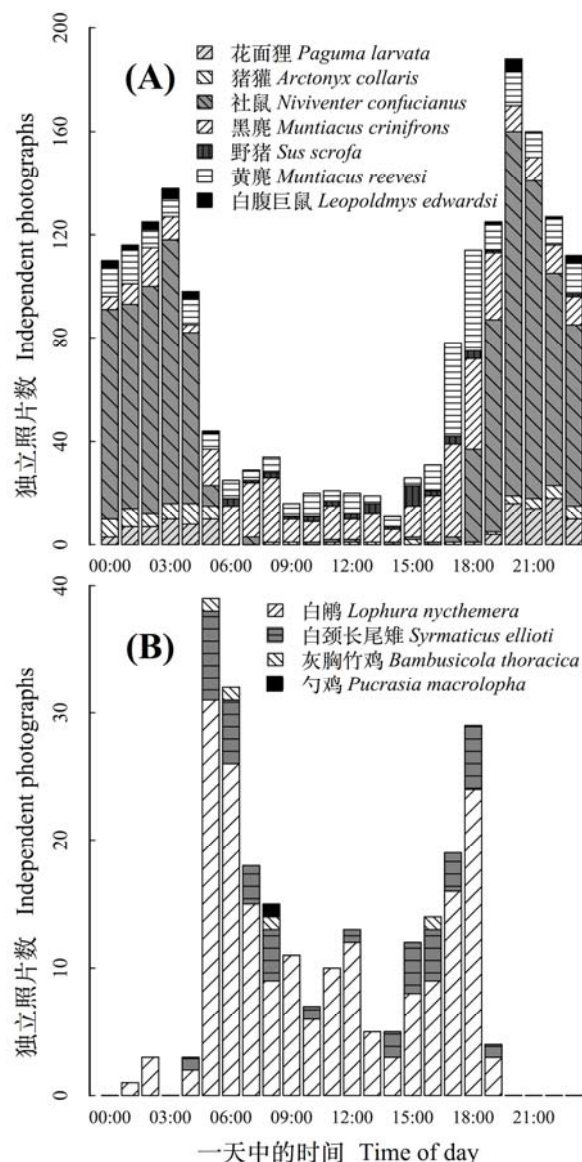 200
(A)
花面狸 Paguma larvata
猪獾 Arctonyx collaris
社鼠 Niviventer confucianus
黑麂 Muntiacus crinifrons
野猪 Sus scrofa
黄麂 Muntiacus reevesi
白腹巨鼠 Leopoldmys edwardsi
160
120
80
40
0
独立照片数 Independent photographs
00:00 03:00 06:00 09:00 12:00 15:00 18:00 21:00
40
(B)
白鹇 Lophura nycthemera
白颈长尾雉 Syrmaticus ellioti
灰胸竹鸡 Bambusicola thoracica
勺鸡 Pucrasia macrolopha
30
20
10
0
独立照片数 Independent photographs
00:00 03:00 06:00 09:00 12:00 15:00 18:00 21:00
一天中的时间 Time of day